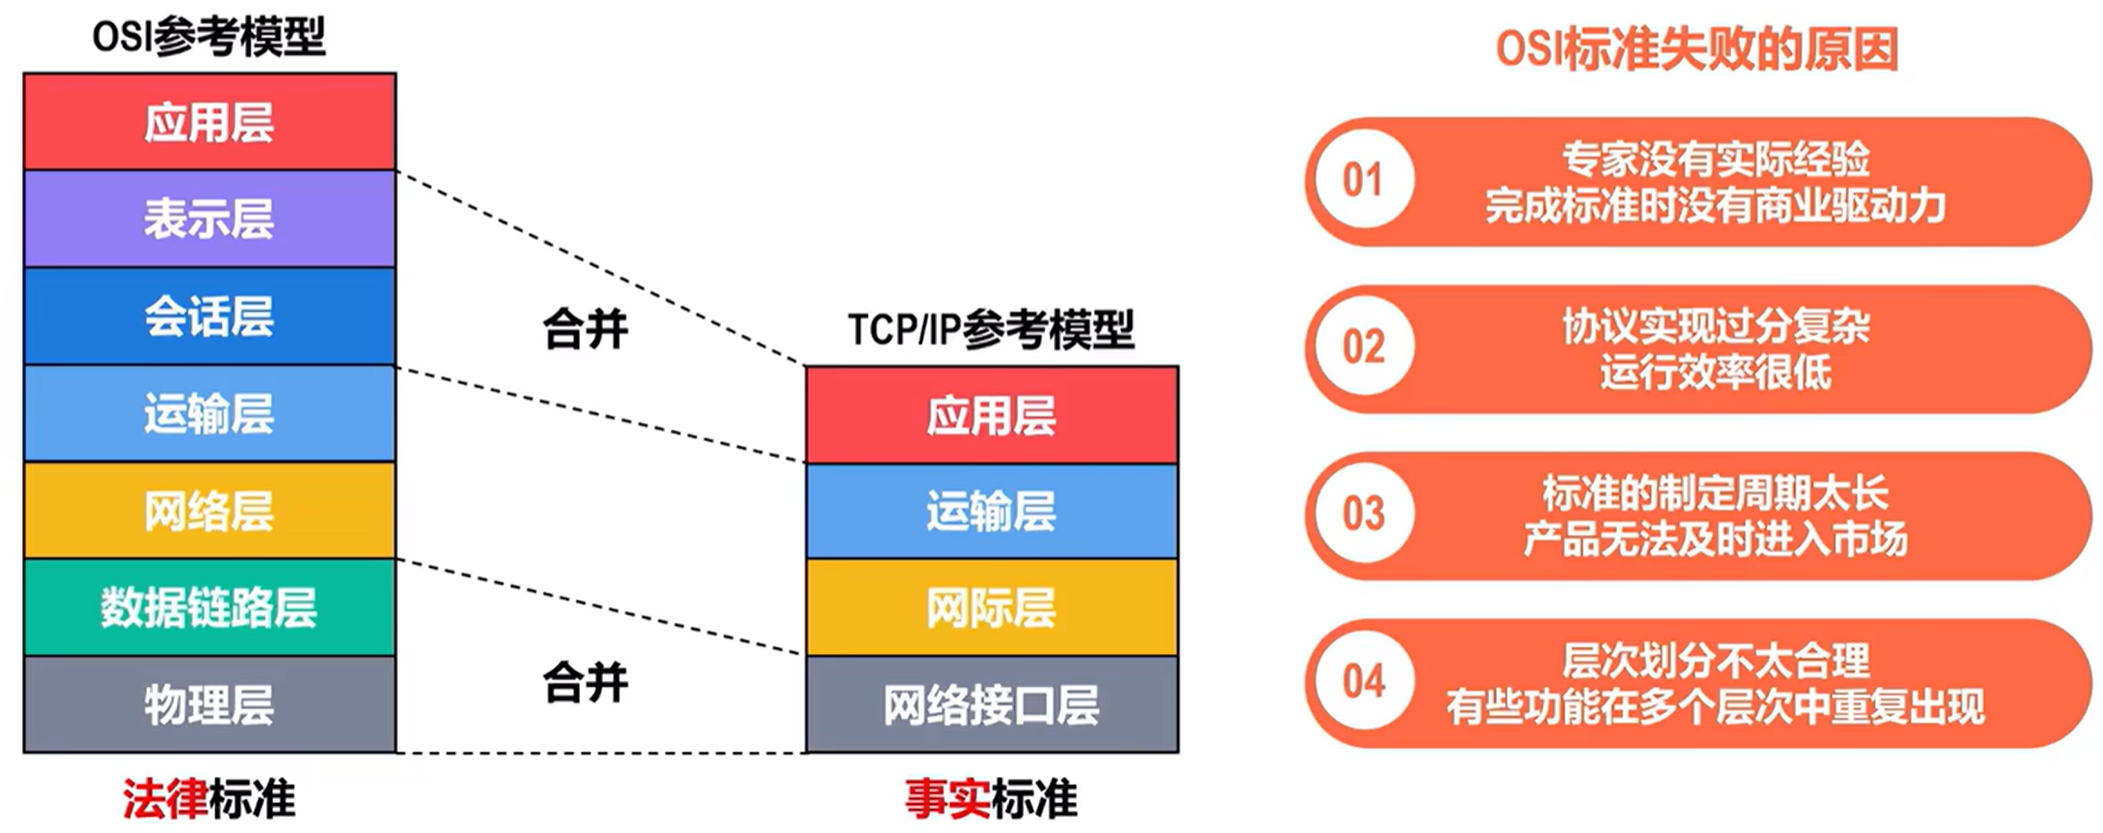 OSI参考模型
应用层
表示层
会话层
运输层
网络层
数据链路层
物理层
法律标准
合并
合并
TCP/IP参考模型
应用层
运输层
网际层
网络接口层
事实标准
OSI标准失败的原因
01
专家没有实际经验
完成标准时没有商业驱动力
02
协议实现过分复杂
运行效率很低
03
标准的制定周期太长
产品无法及时进入市场
04
层次划分不太合理
有些功能在多个层次中重复出现